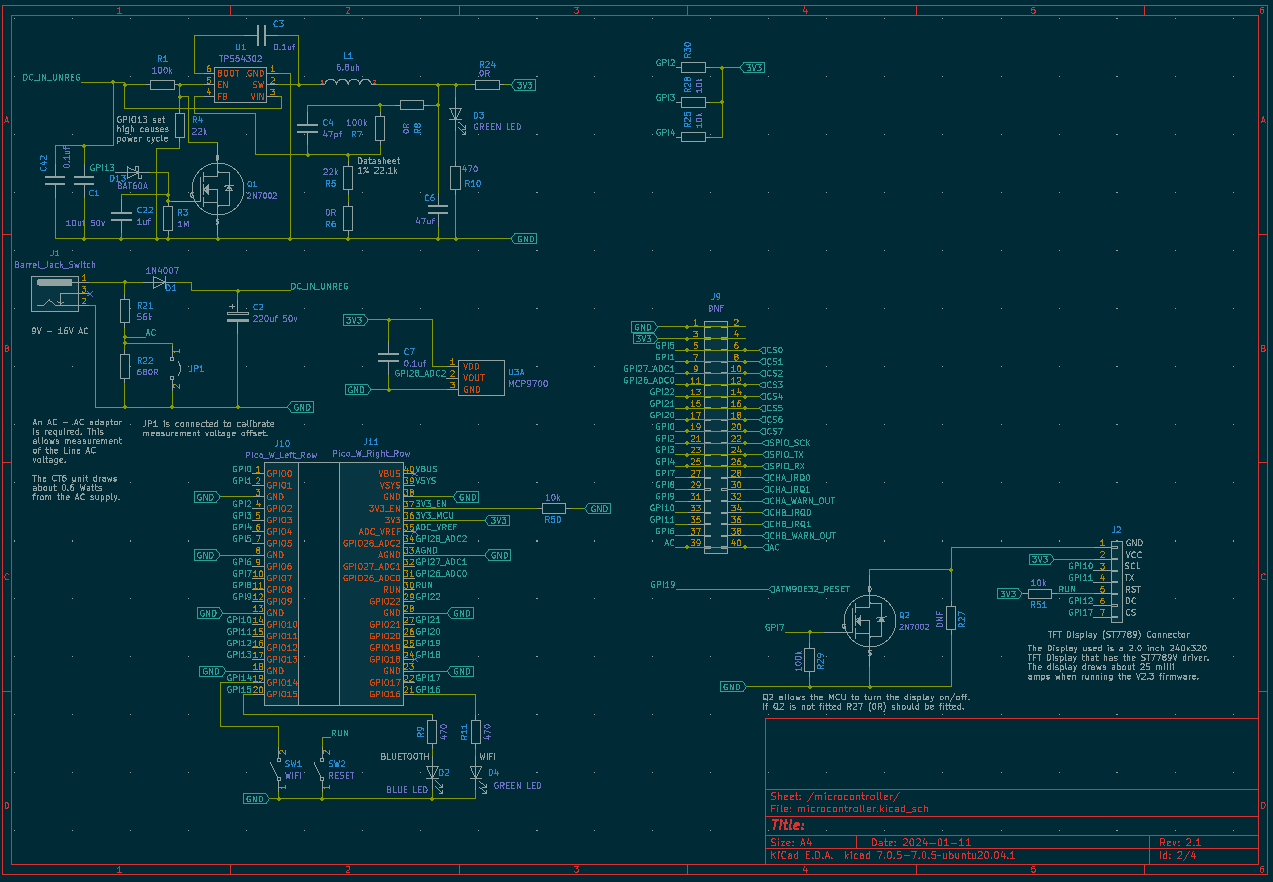 1
2
3
4
5
6
A
B
C
D
DC_IN_UNREG
R1
100k
U1
TPS54302
BOOT
GND
EN
SW
FB
VIN
6
5
4
1
2
3
C3
0.1uf
L1
6.8uh
1
2
R24
0R
3V3
GPIO13 set
high causes
power cycle
R4
22k
C4
47pf
100k
R7
0R
R8
D3
GREEN LED
Datasheet
1% 22.1k
22k
R5
0R
R6
470
R10
C6
47uf
C42
0.1uf
C1
10uf 50v
GPI13
D13
BAT60A
C22
1uf
R3
1M
Q1
2N7002
D
G
S
GND
GPI2
GPI3
GPI4
R30
R28
10k
R25
10k
3V3
J1
Barrel_Jack_Switch
1
3
2
9V - 16V AC
1N4007
D1
DC_IN_UNREG
R21
56k
AC
R22
680R
1
2
JP1
C2
220uf 50v
GND
An AC - AC adaptor
is required. This
allows measurement
of the Line AC
voltage.
The CT6 unit draws
about 0.6 Watts
from the AC supply.
JP1 is connected to calibrate
measurement voltage offset.
3V3
C7
0.1uf
GPI28_ADC2
GND
1
2
3
VDD
VOUT
GND
U3A
MCP9700
J10
Pico_W_Left_Row
J11
Pico_W_Right_Row
GPI0 1 GPIO0
GPI1 2 GPIO1
GND 3 GND
GPI2 4 GPIO2
GPI3 5 GPIO3
GPI4 6 GPIO4
GPI5 7 GPIO5
GND 8 GND
GPI6 9 GPIO6
GPI7 10 GPIO7
GPI8 11 GPIO8
GPI9 12 GPIO9
GND 13 GND
GPI10 14 GPIO10
GPI11 15 GPIO11
GPI12 16 GPIO12
GPI13 17 GPIO13
GND 18 GND
GPI14 19 GPIO14
GPI15 20 GPIO15
VBUS 40 VBUS
VSYS 39 VSYS
GND 38 GND
3V3_EN 37 3V3_EN
3V3 36 3V3_MCU 3V3
ADC_VREF 35 ADC_VREF
GPIO28_ADC2 34 GPI28_ADC2
AGND 33 AGND GND
GPIO27_ADC1 32 GPI27_ADC1
GPIO26_ADC0 31 GPI26_ADC0
RUN 30 RUN
GPIO22 29 GPI22
GND 28 GND
GPIO21 27 GPI21
GPIO20 26 GPI20
GPIO19 25 GPI19
GPIO18 24 GPI18
GND 23 GND
GPIO17 22 GPI17
GPIO16 21 GPI16
10k
R50
GND
RUN
2
SW1
WIFI
1
2
SW2
RESET
1
GND
R9
470
R11
470
BLUETOOTH
D2
BLUE LED
WIFI
D4
GREEN LED
J9
DNF
GND 1 2
3V3 3 4
GPI5 5 6 CS0
GPI1 7 8 CS1
GPI27_ADC1 9 10 CS2
GPI26_ADC0 11 12 CS3
GPI22 13 14 CS4
GPI21 15 16 CS5
GPI20 17 18 CS6
GPI0 19 20 CS7
GPI2 21 22 SPI0_SCK
GPI3 23 24 SPI0_TX
GPI4 25 26 SPI0_RX
GPI7 27 28 CHA_IRQ0
GPI8 29 30 CHA_IRQ1
GPI9 31 32 CHA_WARN_OUT
GPI10 33 34 CHB_IRQ0
GPI11 35 36 CHB_IRQ1
GPI6 37 38 CHB_WARN_OUT
AC 39 40 AC
GPI19
ATM90E32_RESET
GPI7
100k
R29
D
G
S
Q2
2N7002
DNF
R27
GND
Q2 allows the MCU to turn the display on/off.
If Q2 is not fitted R27 (0R) should be fitted.
J2
1 GND
3V3 2 VCC
GPI10 3 SCL
GPI11 4 TX
RUN 5 RST
GPI12 6 DC
GPI17 7 CS
3V3
10k
R51
TFT Display (ST7789) Connector
The Display used is a 2.0 inch 240x320
TFT Display that has the ST7789V driver.
The display draws about 25 milli
amps when running the V2.3 firmware.
Sheet: /microcontroller/
File: microcontroller.kicad_sch
Title:
Size: A4
Date: 2024-01-11
Rev: 2.1
KiCad E.D.A. kicad 7.0.5-7.0.5~ubuntu20.04.1
Id: 2/4
1
2
3
4
5
6
A
B
C
D